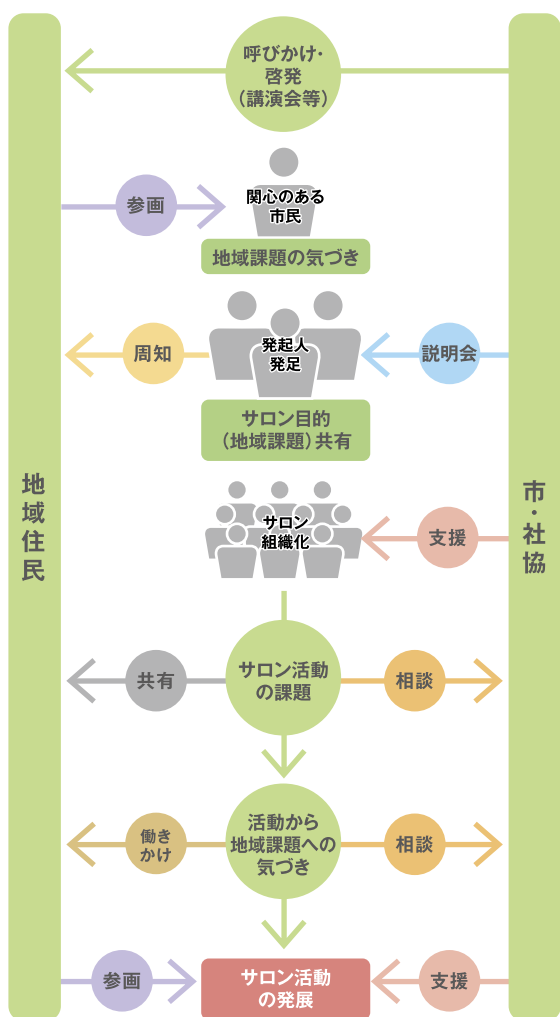 呼びかけ・
啓発
（講演会等）
参画
関心のある
市民
地域課題の気づき
周知
発起人
発足
説明会
サロン目的
（地域課題）共有
地域住民
市・社協
サロン
組織化
支援
共有
サロン活動
の課題
相談
働き
かけ
活動から
地域課題への
気づき
相談
参画
サロン活動
の発展
支援